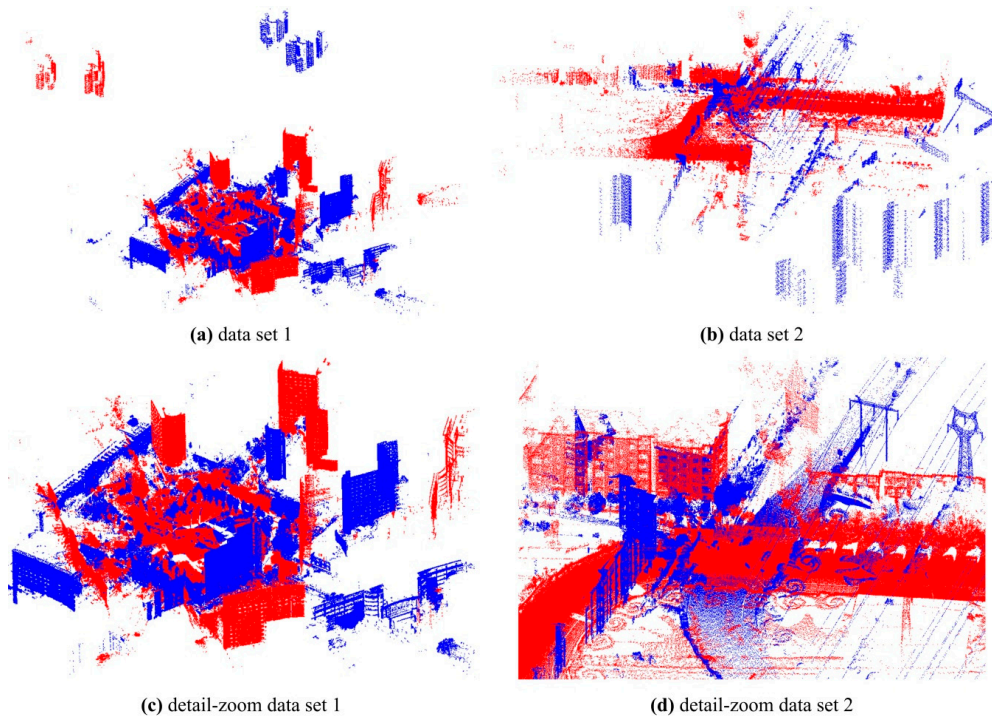 (a) data set 1
(b) data set 2
(c) detail-zoom data set 1
(d) detail-zoom data set 2